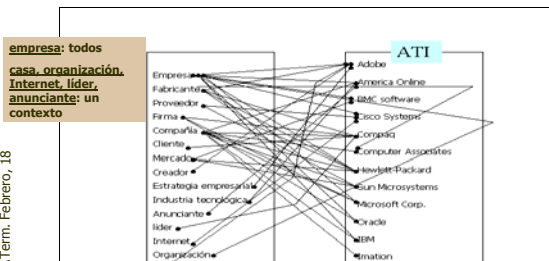 empresa: todos
casa, organización,
Internet, líder,
anunciante: un
contexto
.Term. Febrero, 18
Empresa
Fabricante
Proveedor
Firma
Compañía
Cliente
Mercado
Creador
Estrategia empresarial
Industria tecnológica
Anunciante
líder
Internet
Organización
ATI
Adobe
America Online
BMC software
Cisco Systems
Compaq
Computer Associates
Hewlett-Packard
Sun Microsystems
Microsoft Corp.
Oracle
IBM
Imation